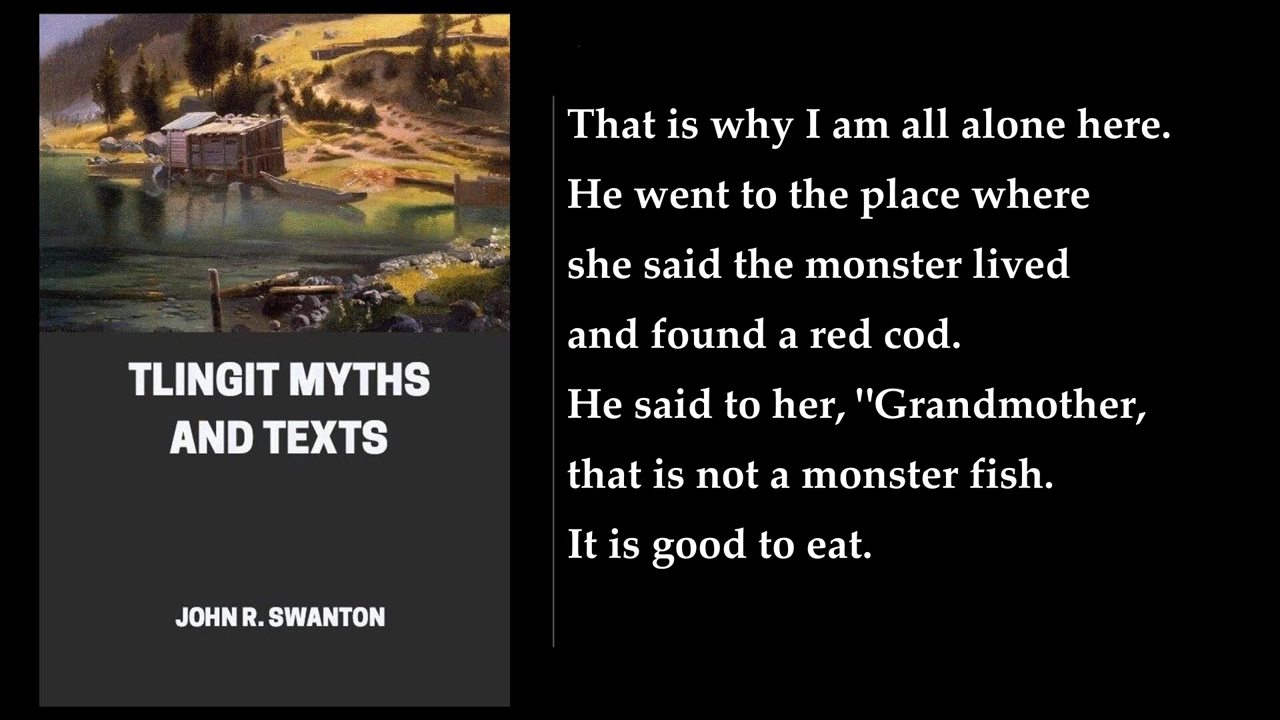 TLINGIT MYTHS
AND TEXTS
JOHN R. SWANTON
That is why I am all alone here.
He went to the place where
she said the monster lived
and found a red cod.
He said to her, "Grandmother,
that is not a monster fish.
It is good to eat.